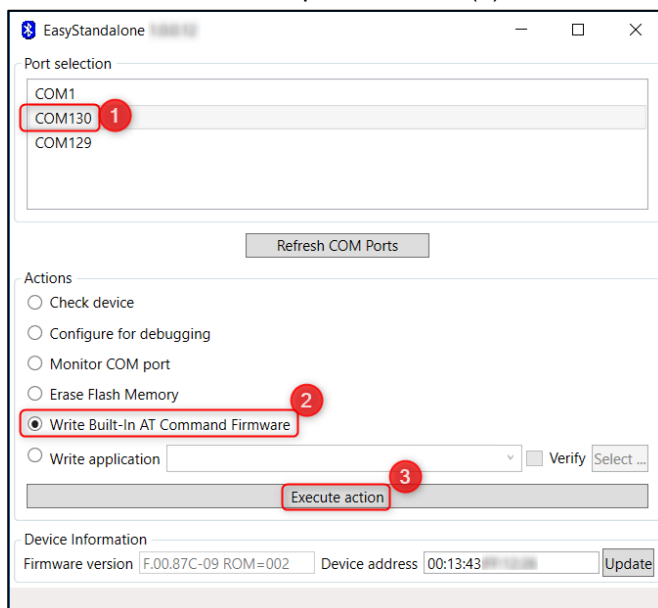 EasyStandalone
Port selection
COM1
COM130 1
COM129
Refresh COM Ports
Actions
Check device
Configure for debugging
Monitor COM port
Erase Flash Memory
2
Write Built-In AT Command Firmware
Write application Verify Select ...
3
Execute action
Device Information
Firmware version F.00.87C-09 ROM=002 Device address 00:13:43 Update